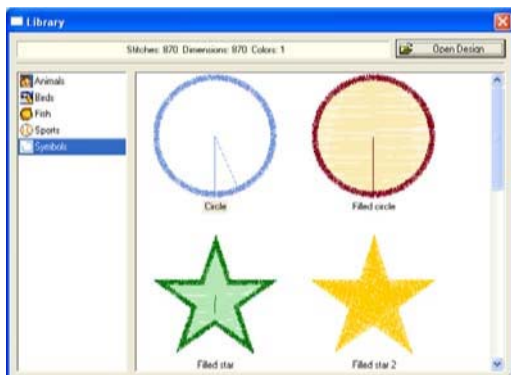 Library
Stitches: 870 Dimensions: 870 Colors: 1
Open Design
Animals
Birds
Fish
Sports
Symbols
Circle
Filled circle
Filled star
Filled star 2